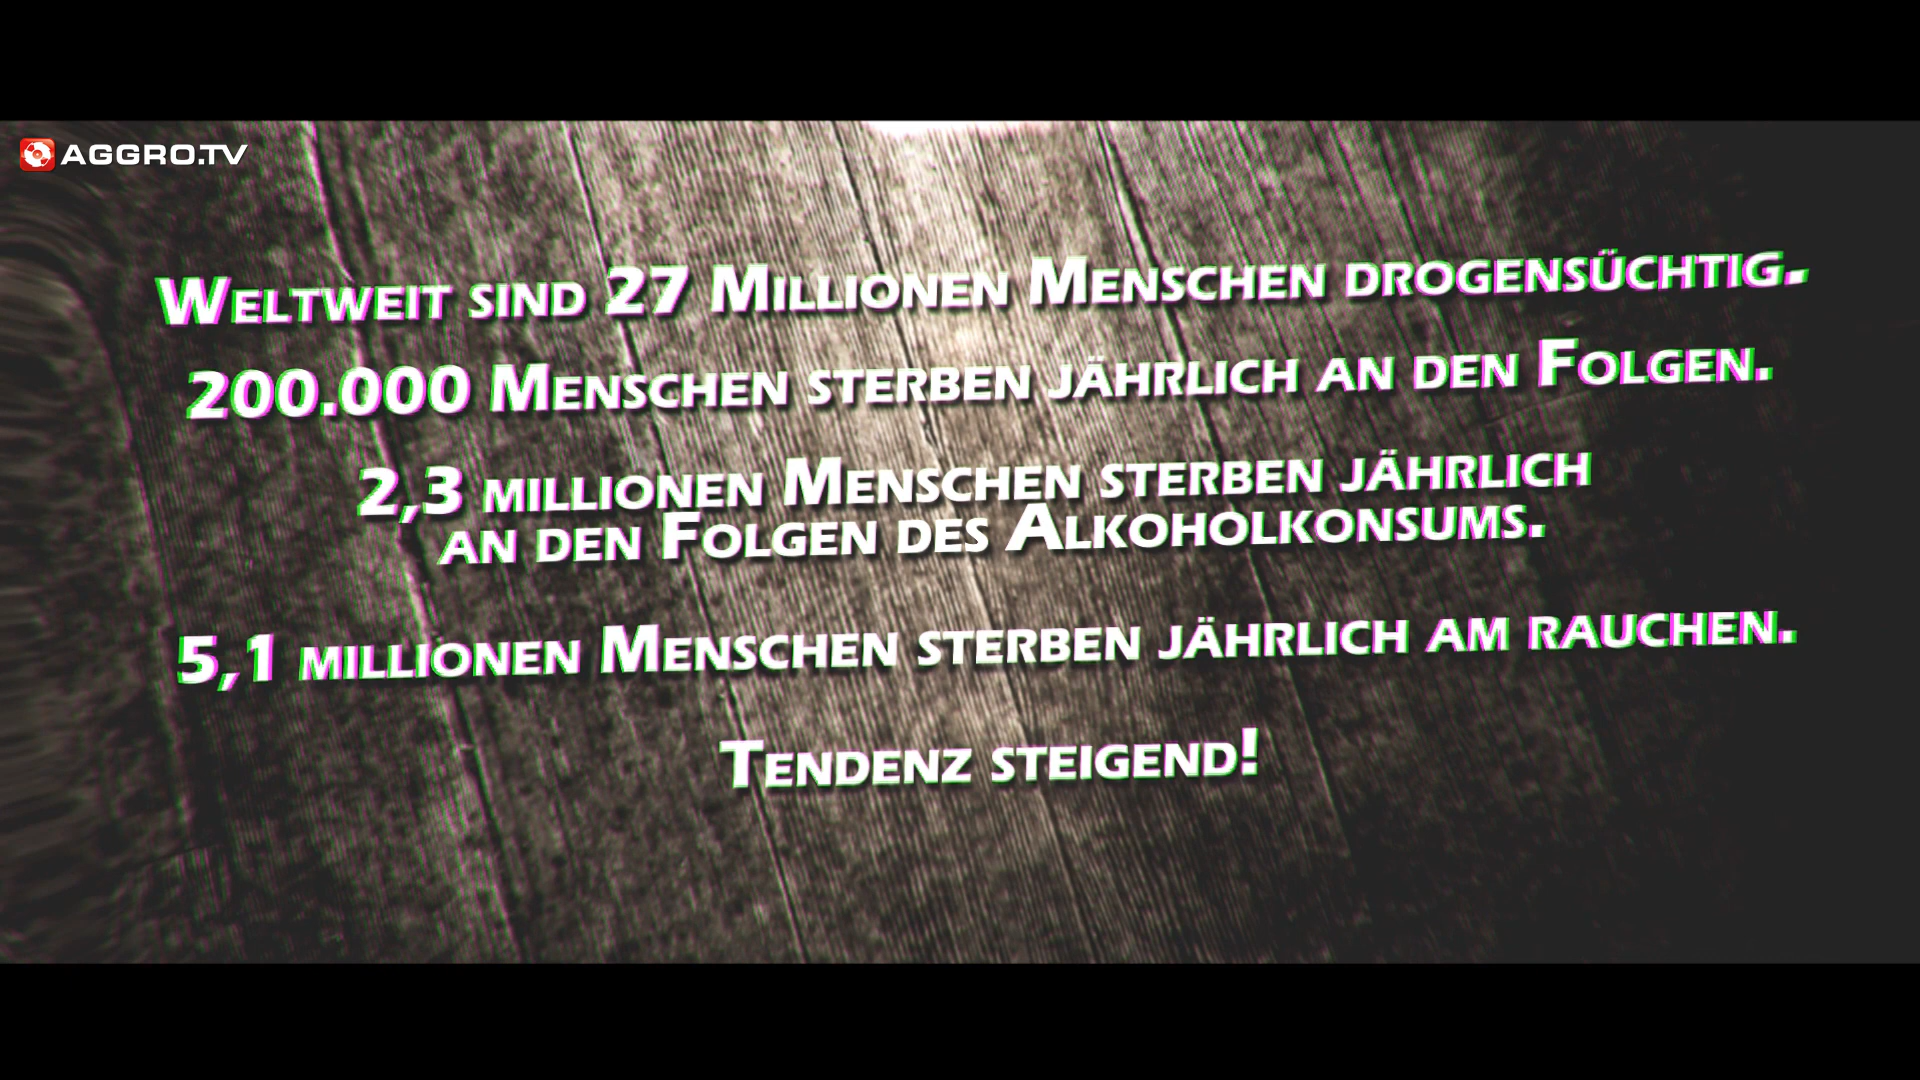 AGGRO.TV
Weltweit sind 27 Millionen Menschen drogensüchtig.
200.000 Menschen sterben jährlich an den Folgen.
2,3 millionen Menschen sterben jährlich
an den Folgen des Alkoholkonsums.
5,1 millionen Menschen sterben jährlich am rauchen.
Tendenz steigend!